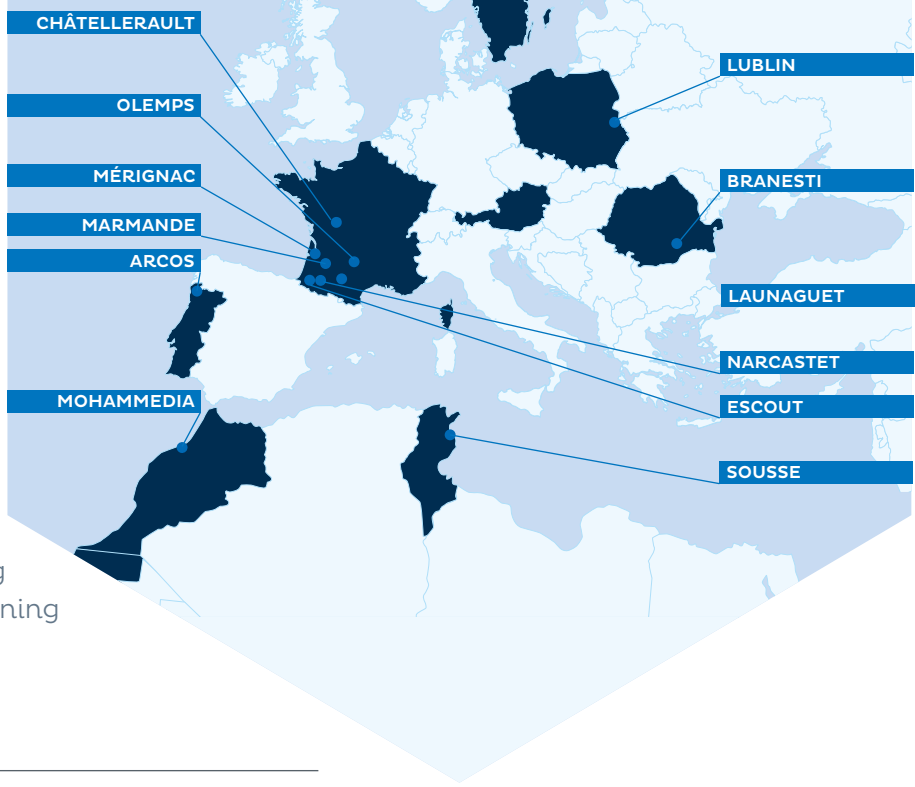 CHÂTELLERAULT
OLEMPS
MÉRIGNAC
MARMANDE
ARCOS
MOHAMMEDIA
LUBLIN
BRANESTI
LAUNAGUET
NARCASTET
ESCOUT
SOUSSE